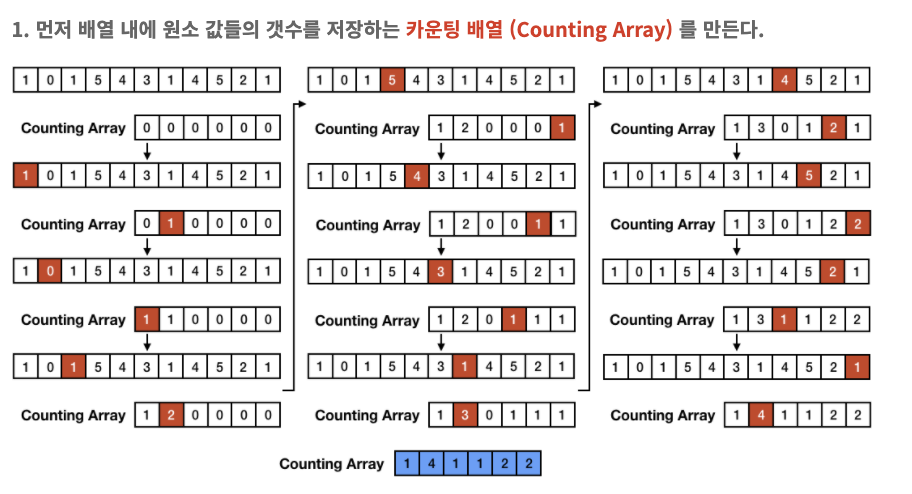 1. 먼저 배열 내에 원소 값들의 갯수를 저장하는 카운팅 배열 (Counting Array) 를 만든다.
1 0 1 5 4 3 1 4 5 2 1
Counting Array 0 0 0 0 0 0
1 0 1 5 4 3 1 4 5 2 1
Counting Array 0 1 0 0 0 0
1 0 1 5 4 3 1 4 5 2 1
Counting Array 1 1 0 0 0 0
1 0 1 5 4 3 1 4 5 2 1
Counting Array 1 2 0 0 0 0
1 0 1 5 4 3 1 4 5 2 1
Counting Array 1 2 0 0 0 1
1 0 1 5 4 3 1 4 5 2 1
Counting Array 1 2 0 0 1 1
1 0 1 5 4 3 1 4 5 2 1
Counting Array 1 2 0 1 1 1
1 0 1 5 4 3 1 4 5 2 1
Counting Array 1 3 0 1 1 1
1 0 1 5 4 3 1 4 5 2 1
Counting Array 1 3 0 1 2 1
1 0 1 5 4 3 1 4 5 2 1
Counting Array 1 3 0 1 2 2
1 0 1 5 4 3 1 4 5 2 1
Counting Array 1 3 1 1 2 2
1 0 1 5 4 3 1 4 5 2 1
Counting Array 1 4 1 1 2 2
Counting Array 1 4 1 1 2 2